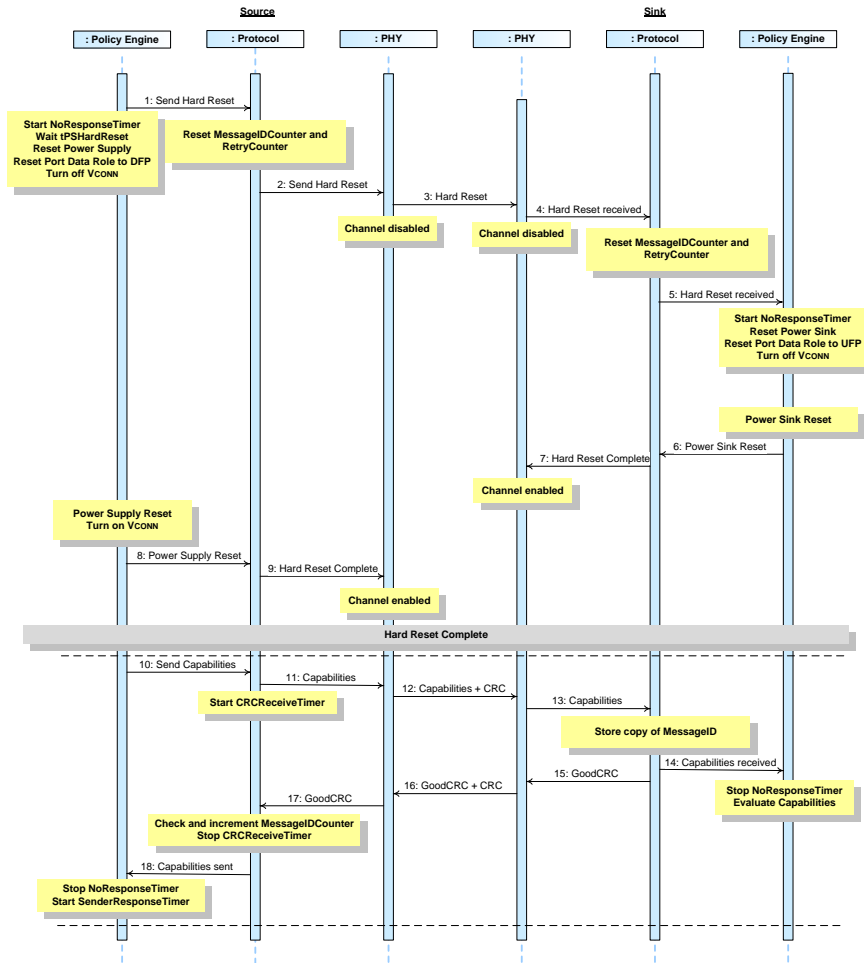 Source
Sink
: Policy Engine
: Protocol
: PHY
: PHY
: Protocol
: Policy Engine
1: Send Hard Reset
Start NoResponseTimer
Wait tPSHardReset
Reset Power Supply
Reset Port Data Role to DFP
Turn off VCONN
Reset MessageIDCounter and
RetryCounter
2: Send Hard Reset
3: Hard Reset
4: Hard Reset received
Channel disabled
Channel disabled
Reset MessageIDCounter and
RetryCounter
5: Hard Reset received
Start NoResponseTimer
Reset Power Sink
Reset Port Data Role to UFP
Turn off VCONN
Power Sink Reset
6: Power Sink Reset
7: Hard Reset Complete
Channel enabled
Power Supply Reset
Turn on VCONN
8: Power Supply Reset
9: Hard Reset Complete
Channel enabled
Hard Reset Complete
10: Send Capabilities
11: Capabilities
12: Capabilities + CRC
13: Capabilities
Start CRCReceiveTimer
Store copy of MessageID
14: Capabilities received
15: GoodCRC
16: GoodCRC + CRC
17: GoodCRC
Stop NoResponseTimer
Evaluate Capabilities
Check and increment MessageIDCounter
Stop CRCReceiveTimer
18: Capabilities sent
Stop NoResponseTimer
Start SenderResponseTimer